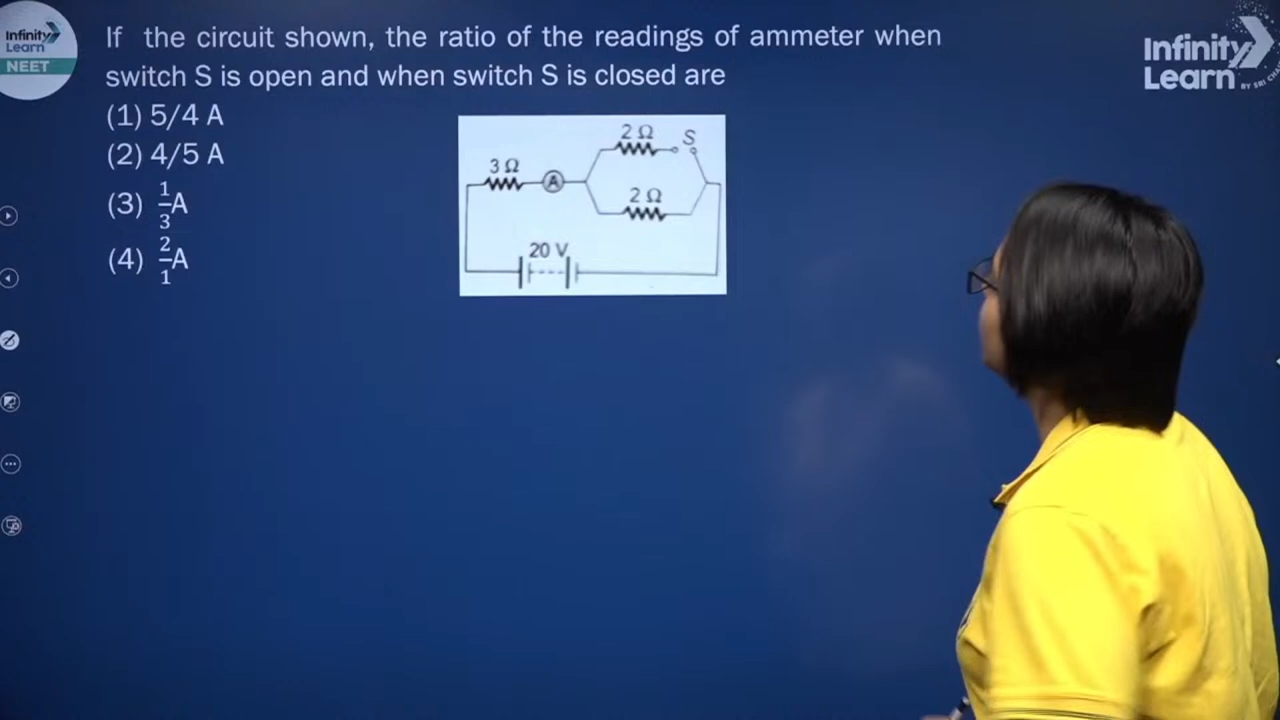 Infinity
Learn
NEET
If the circuit shown, the ratio of the readings of ammeter when
switch S is open and when switch S is closed are
(1) 5/4 A
(2) 4/5 A
(3) 1/3 A
(4) 2/1 A
2 Ω
S
3 Ω
A
2 Ω
20 V
Infinity
Learn
BY SRI